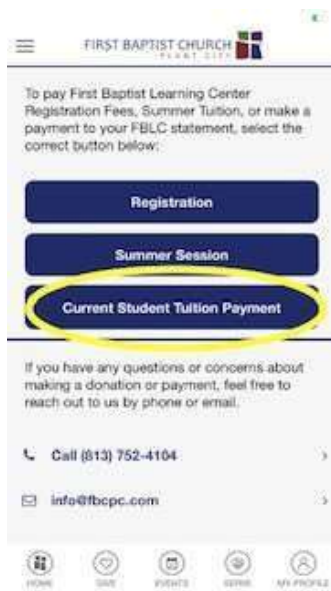 FIRST BAPTIST CHURCH
PLANT CITY
To pay First Baptist Learning Center
Registration Fees, Summer Tuition, or make a
payment to your FBLC statement, select the
correct button below:
Registration
Summer Session
Current Student Tuition Payment
If you have any questions or concerns about
making a donation or payment, feel free to
reach out to us by phone or email.
Call (813) 752-4104
info@fbcpc.com
HOME GIVE EVENTS SERVE MY PROFILE